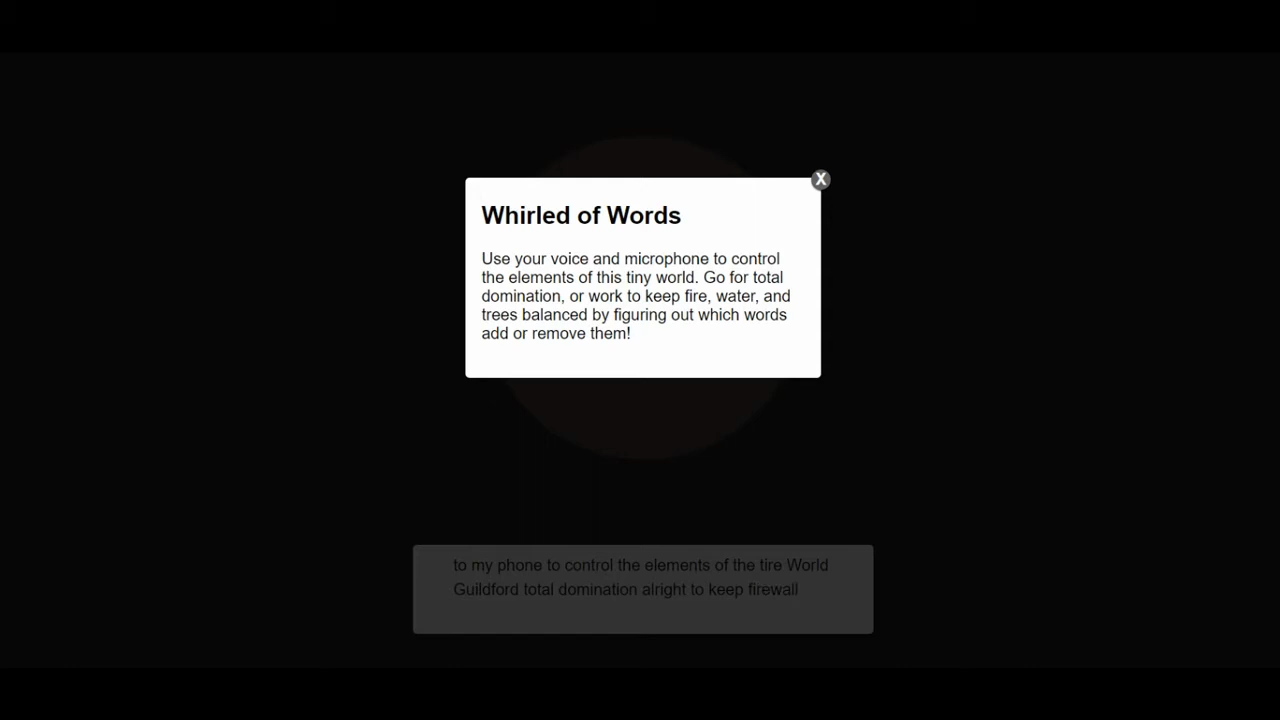 X
Whirled of Words
Use your voice and microphone to control
the elements of this tiny world. Go for total
domination, or work to keep fire, water, and
trees balanced by figuring out which words
add or remove them!
to my phone to control the elements of the tire World
Guildford total domination alright to keep firewall